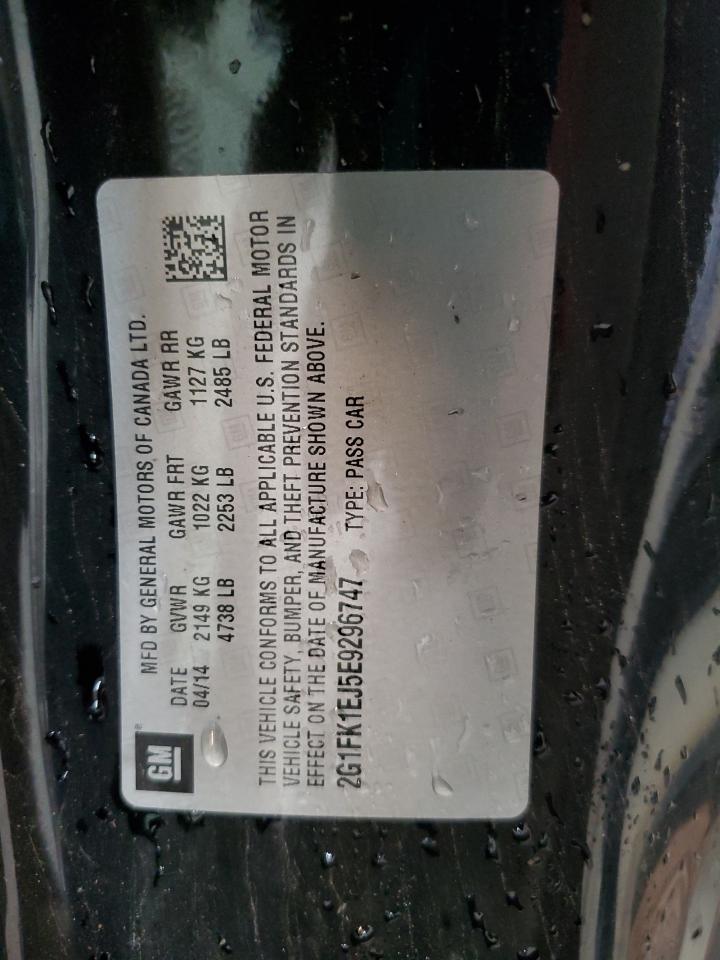 GM®
MFD BY GENERAL MOTORS OF CANADA LTD.
DATE GVWR GAWR FRT GAWR RR
04/14 2149 KG 1022 KG 1127 KG
4738 LB 2253 LB 2485 LB
THIS VEHICLE CONFORMS TO ALL APPLICABLE U.S. FEDERAL MOTOR
VEHICLE SAFETY, BUMPER, AND THEFT PREVENTION STANDARDS IN
EFFECT ON THE DATE OF MANUFACTURE SHOWN ABOVE.
2G1FK1EJ5E9296747 TYPE: PASS CAR